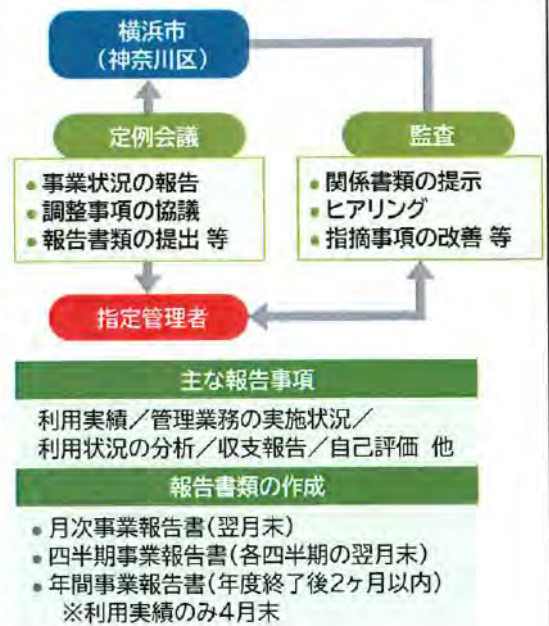 横浜市
(神奈川区)
定例会議
監査
• 事業状況の報告
• 調整事項の協議
• 報告書類の提出 等
• 関係書類の提示
• ヒアリング
• 指摘事項の改善 等
指定管理者
主な報告事項
利用実績／管理業務の実施状況／
利用状況の分析／収支報告／自己評価 他
報告書類の作成
• 月次事業報告書(翌月末)
• 四半期事業報告書(各四半期の翌月末)
• 年間事業報告書(年度終了後2ヶ月以内)
※利用実績のみ4月末